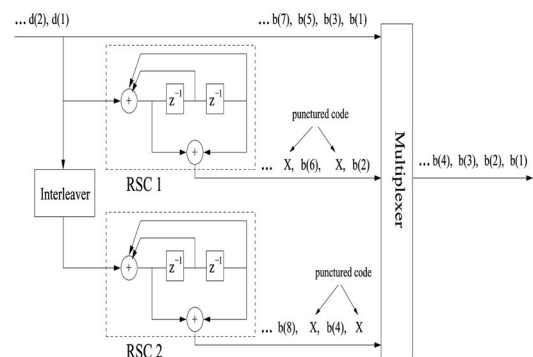 ... d(2), d(1)
... b(7), b(5), b(3), b(1)
+
z⁻¹
z⁻¹
+
punctured code
... X, b(6), X, b(2)
RSC 1
Interleaver
Multiplexer
... b(4), b(3), b(2), b(1)
+
z⁻¹
z⁻¹
+
punctured code
... b(8), X, b(4), X
RSC 2